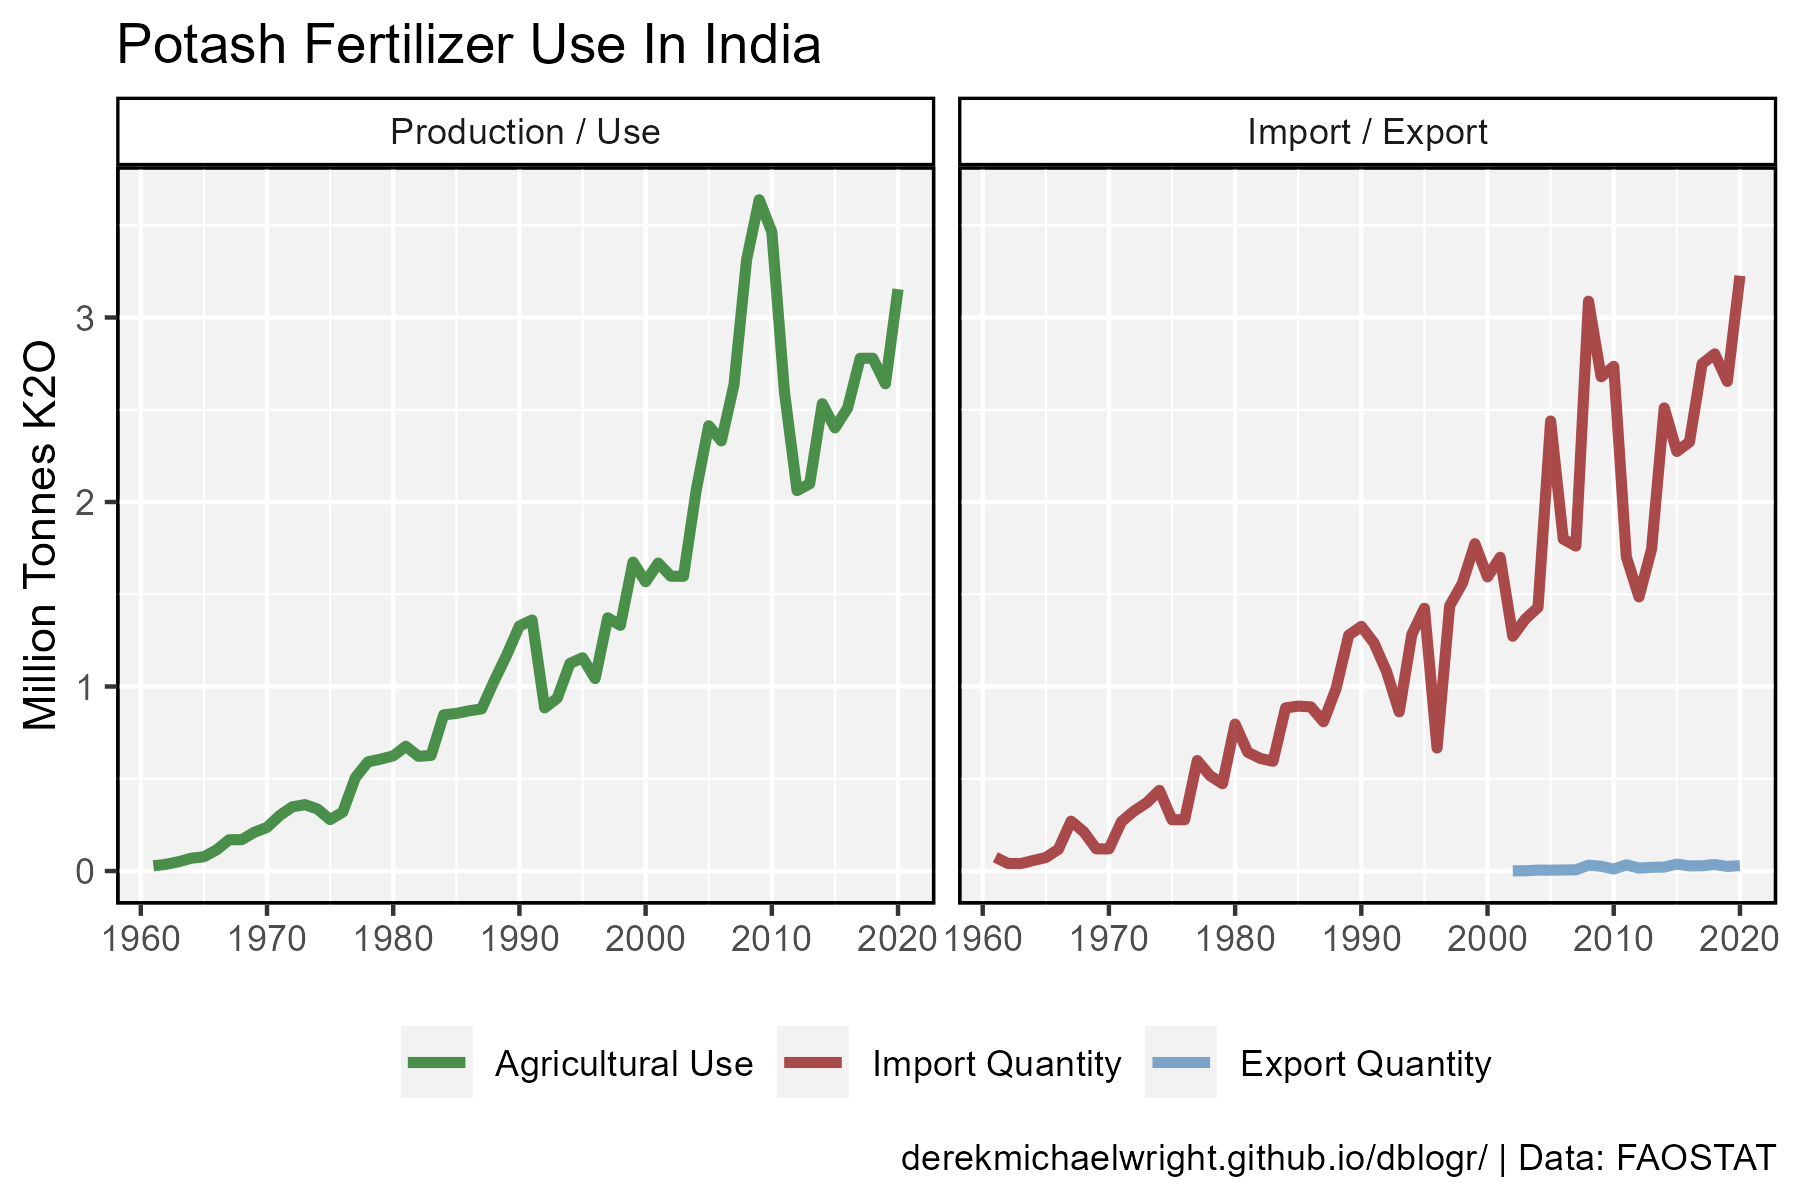 Potash Fertilizer Use In India
Production / Use
Import / Export
Million Tonnes K2O
3
2
1
0
1960 1970 1980 1990 2000 2010 2020
1960 1970 1980 1990 2000 2010 2020
Agricultural Use
Import Quantity
Export Quantity
derekmichaelwright.github.io/dblogr/ | Data: FAOSTAT